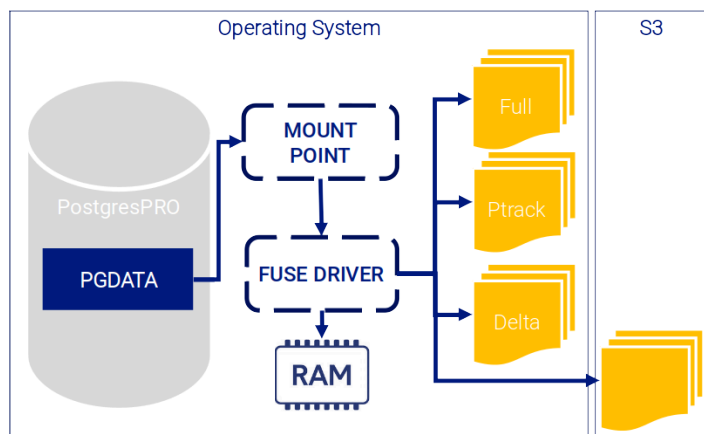 Operating System
S3
Full
MOUNT
POINT
PostgresPRO
Ptrack
PGDATA
FUSE DRIVER
Delta
RAM